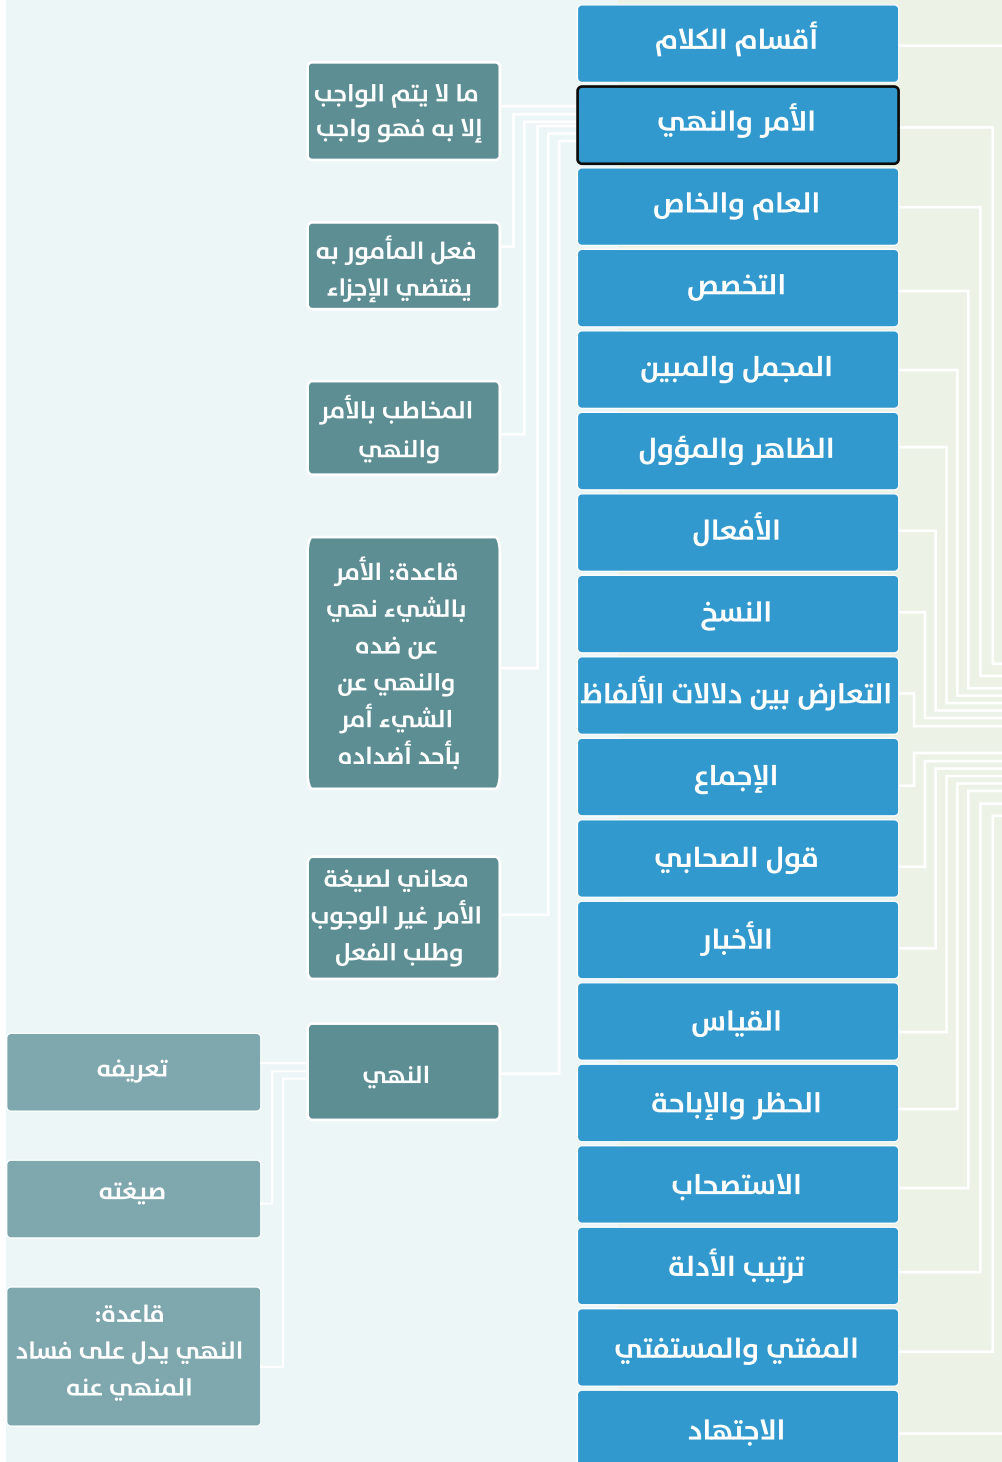 أقسام الكلام
الأمر والنهي
العام والخاص
التخصص
المجمل والمبين
الظاهر والمؤول
الأفعال
النسخ
التعارض بين دلالات الألفاظ
الإجماع
قول الصحابي
الأخبار
القياس
الحظر والإباحة
الاستصحاب
ترتيب الأدلة
المفتي والمستفتي
الاجتهاد
ما لا يتم الواجب
إلا به فهو واجب
فعل المأمور به
يقتضي الإجزاء
المخاطب بالأمر
والنهي
قاعدة: الأمر
بالشيء نهي
عن ضده
والنهي عن
الشيء أمر
بأحد أضداده
معاني لصيغة
الأمر غير الوجوب
وطلب الفعل
النهي
تعريفه
صيغته
قاعدة:
النهي يدل على فساد
المنهي عنه